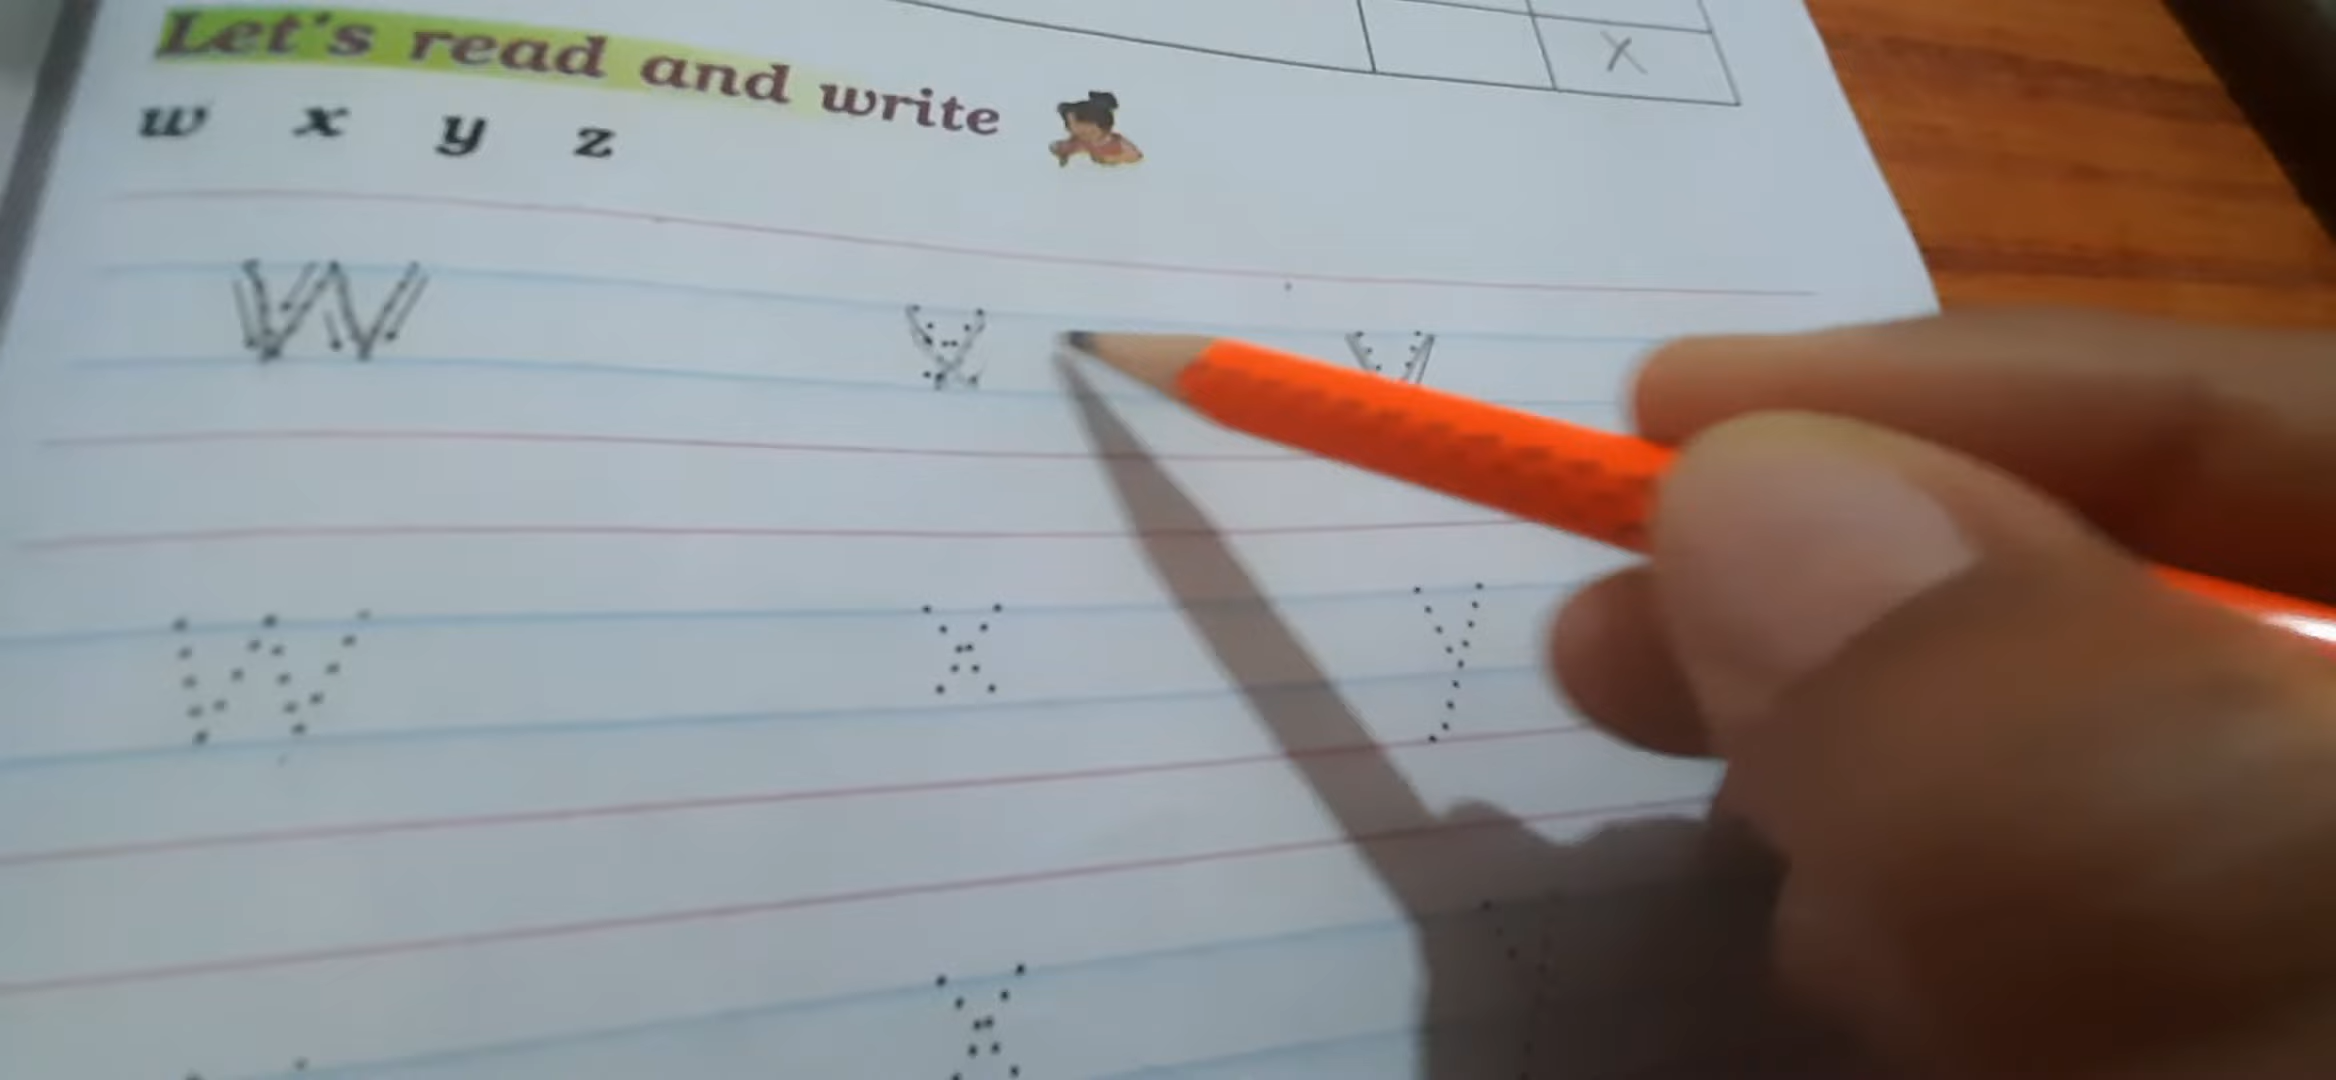 X
Let's read and write
w x y z
w x y
w x y
x